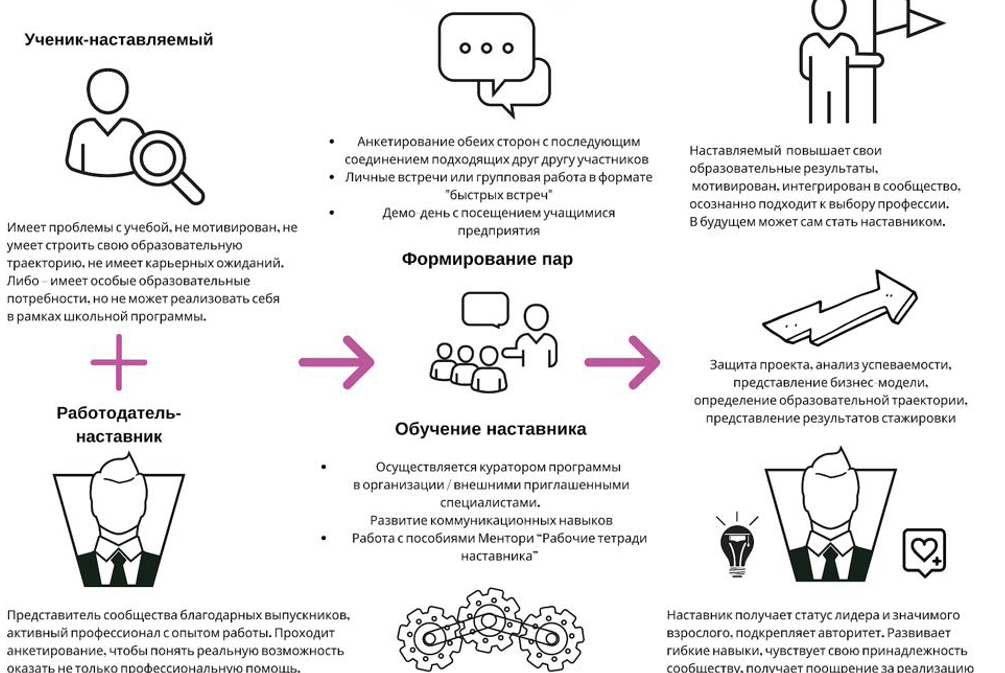 Ученик-наставляемый
Имеет проблемы с учебой, не мотивирован, не
умеет строить свою образовательную
траекторию, не имеет карьерных ожиданий.
Либо - имеет особые образовательные
потребности, но не может реализовать себя
в рамках школьной программы.
Работодатель-
наставник
Представитель сообщества благодарных выпускников,
активный профессионал с опытом работы. Проходит
анкетирование, чтобы понять реальную возможность
оказать не только профессиональную помощь.
• Анкетирование обеих сторон с последующим
соединением подходящих друг другу участников
• Личные встречи или групповая работа в формате
"быстрых встреч"
• Демо-день с посещением учащимися
предприятия
Формирование пар
Обучение наставника
• Осуществляется куратором программы
в организации / внешними приглашенными
специалистами.
Развитие коммуникационных навыков
• Работа с пособиями Ментори “Рабочие тетради
наставника”
Наставляемый повышает свои
образовательные результаты,
мотивирован, интегрирован в сообщество,
осознанно подходит к выбору профессии.
В будущем может сам стать наставником.
Защита проекта, анализ успеваемости,
представление бизнес-модели,
определение образовательной траектории,
представление результатов стажировки
Наставник получает статус лидера и значимого
взрослого, подкрепляет авторитет. Развивает
гибкие навыки, чувствует свою принадлежность
сообществу, получает поощрение за реализацию